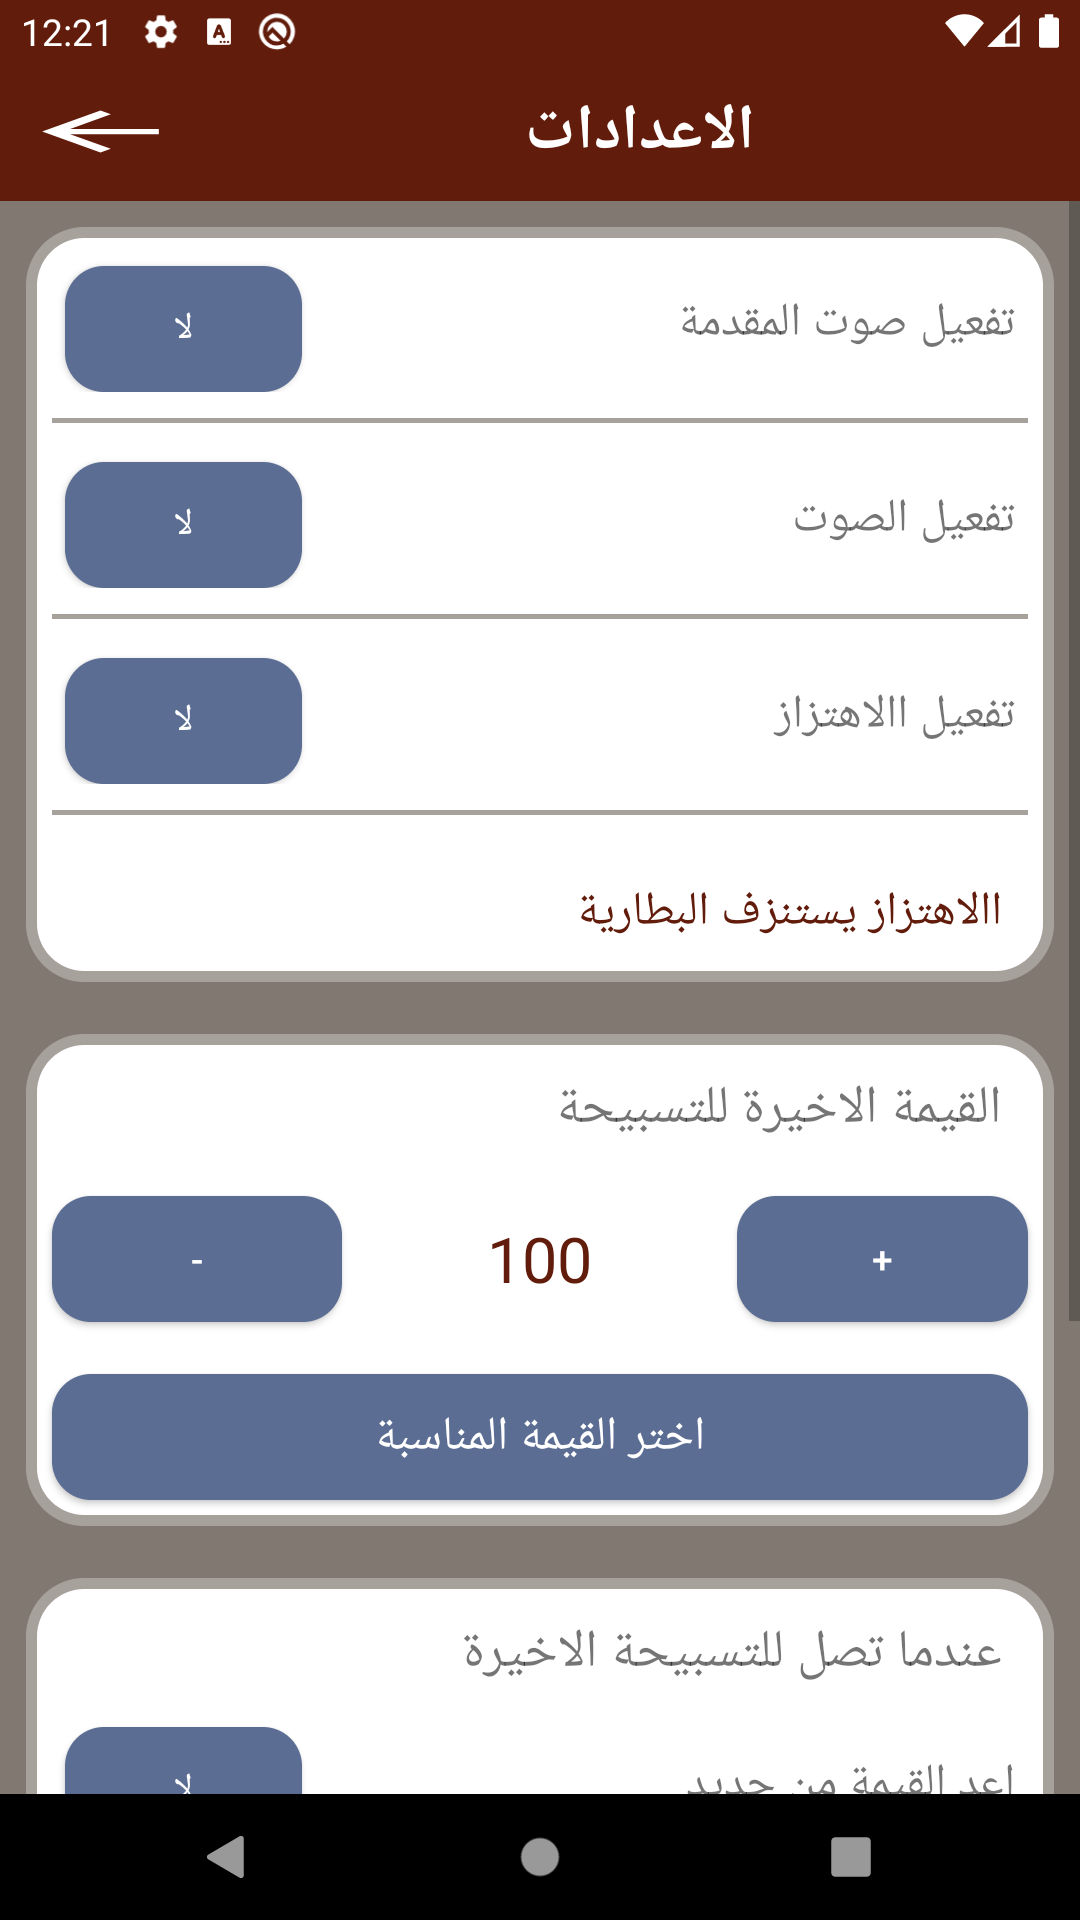 12:21
الاعدادات
تفعيل صوت المقدمة
لا
تفعيل الصوت
لا
تفعيل االاهتزاز
لا
االاهتزاز يستنزف البطارية
القيمة الاخيرة للتسبيحة
+
100
-
اختر القيمة المناسبة
عندما تصل للتسبيحة الاخيرة
اعد القيمة من جديد
لا